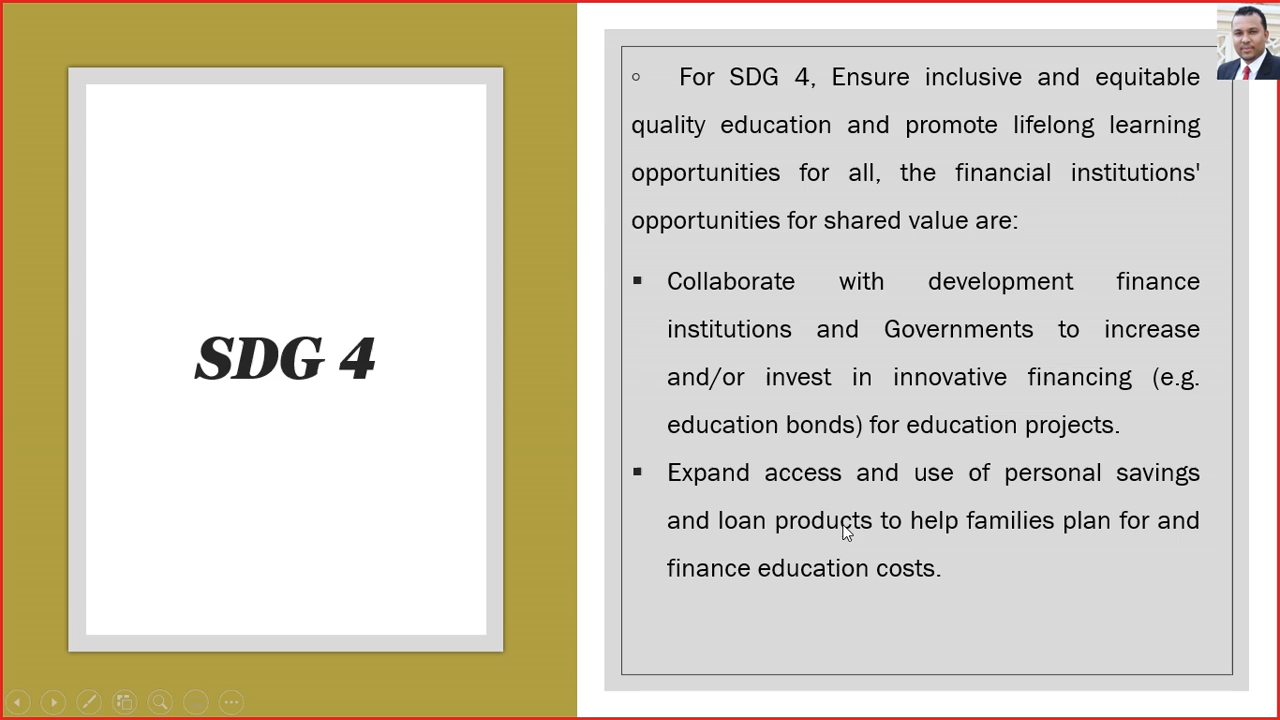 SDG 4
◦ For SDG 4, Ensure inclusive and equitable
quality education and promote lifelong learning
opportunities for all, the financial institutions'
opportunities for shared value are:
▪ Collaborate with development finance
institutions and Governments to increase
and/or invest in innovative financing (e.g.
education bonds) for education projects.
▪ Expand access and use of personal savings
and loan products to help families plan for and
finance education costs.